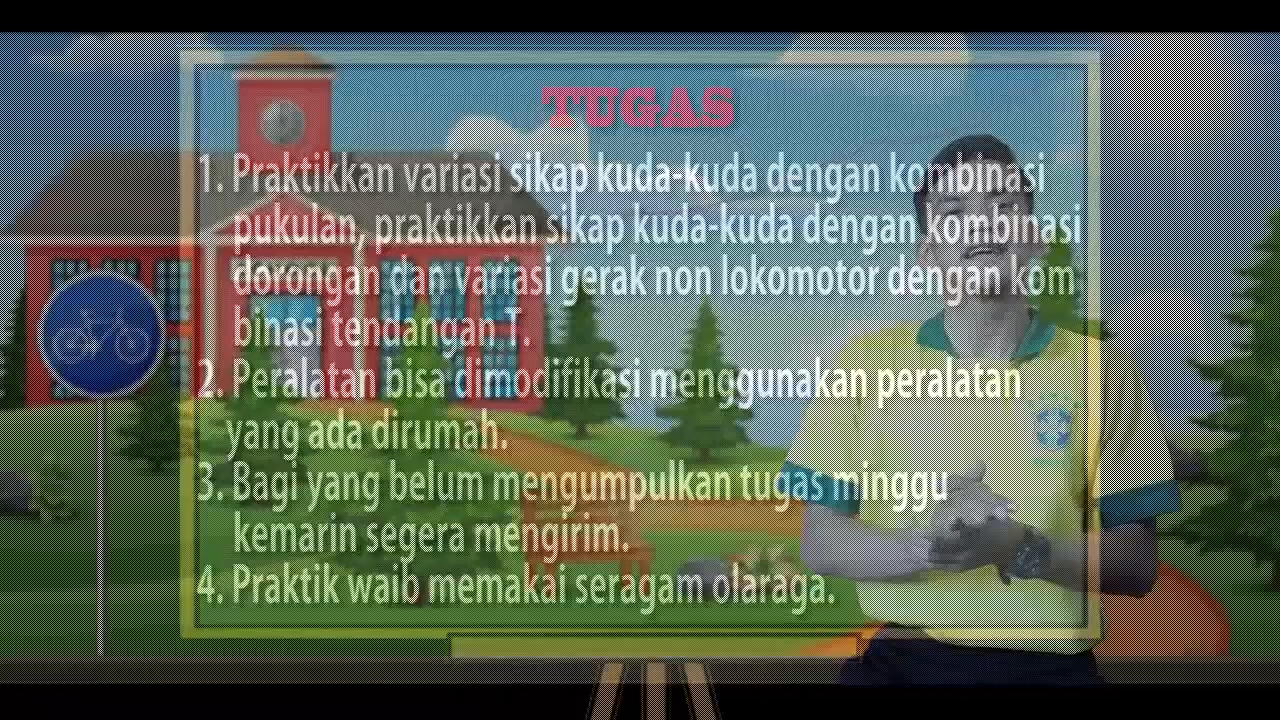 TUGAS
1. Praktikkan variasi sikap kuda-kuda dengan kombinasi
pukulan, praktikkan sikap kuda-kuda dengan kombinasi
dorongan dan variasi gerak non lokomotor dengan kom
binasi tendangan T.
2. Peralatan bisa dimodifikasi menggunakan peralatan
yang ada dirumah.
3. Bagi yang belum mengumpulkan tugas minggu
kemarin segera mengirim.
4. Praktik waib memakai seragam olaraga.